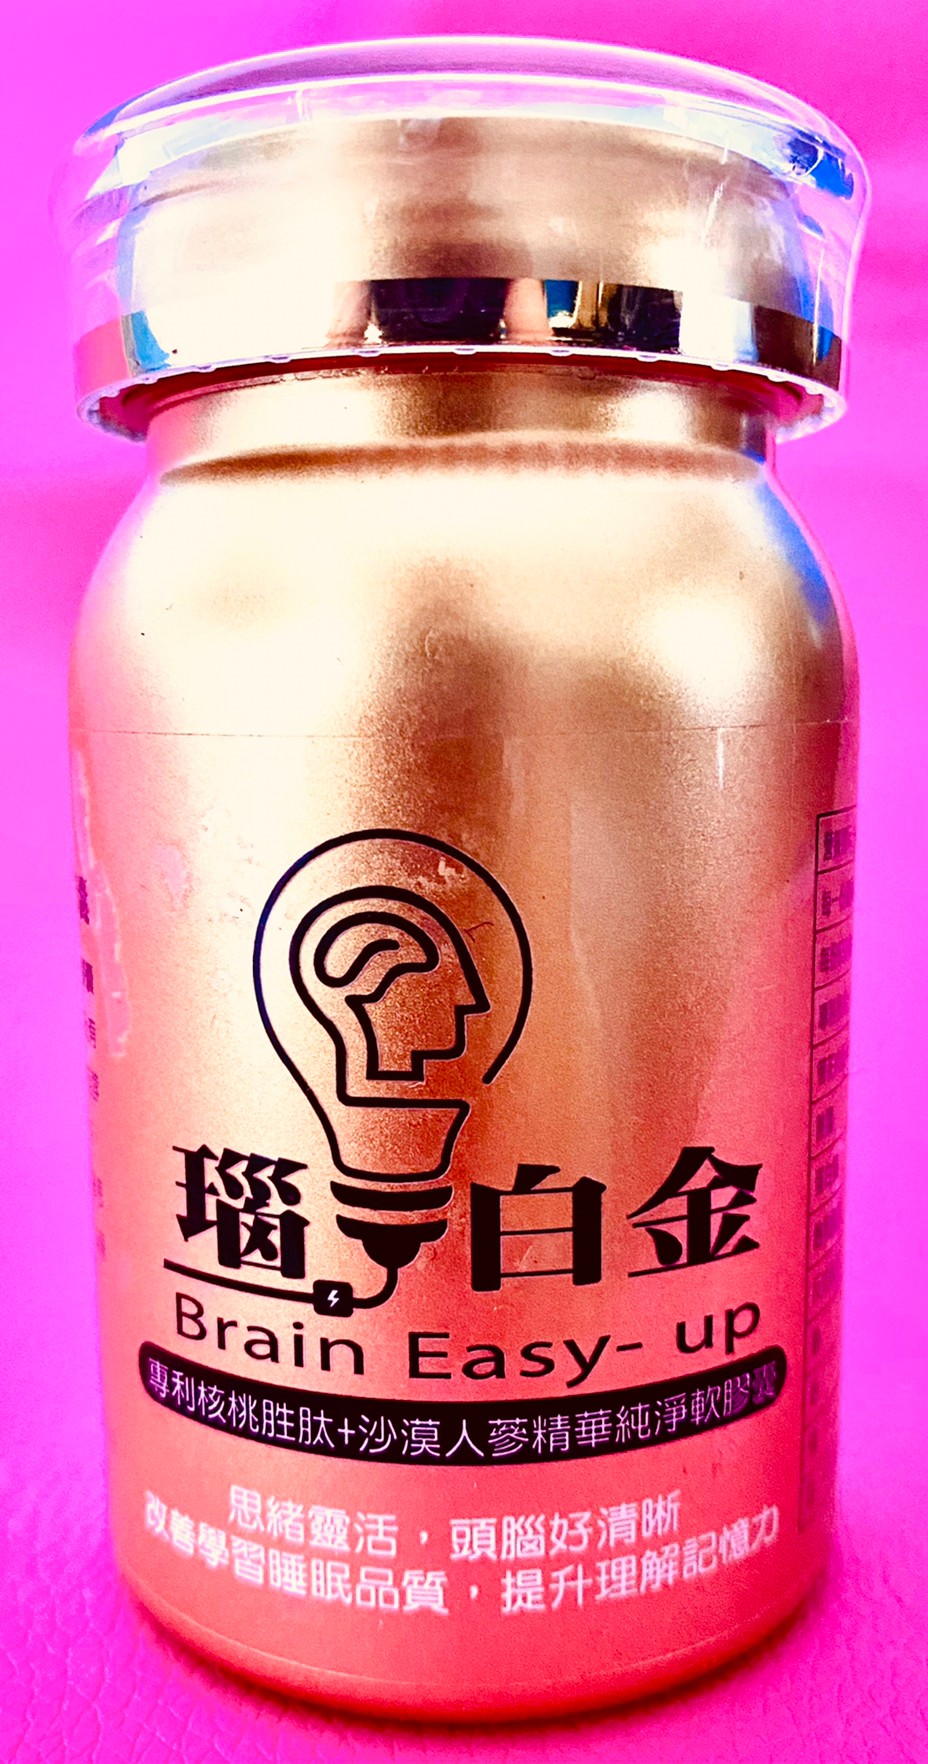 瑙白金
Brain Easy- up
專利核桃胜肽+沙漠人蔘精華純淨軟膠囊
思緒靈活，頭腦好清晰
改善學習睡眠品質，提升理解記憶力